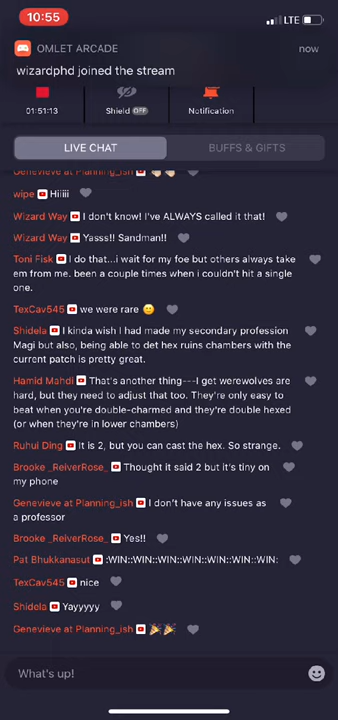 10:55
LTE
OMLET ARCADE
now
wizardphd joined the stream
01:51:13
Shield OFF
Notification
LIVE CHAT
BUFFS & GIFTS
Genevieve at Planning_ish
wipe Hiiiii
Wizard Way I don't know! I've ALWAYS called it that!
Wizard Way Yasss!! Sandman!!
Toni Fisk I do that...i wait for my foe but others always take
em from me. been a couple times when i couldn't hit a single
one.
TexCav545 we were rare 🙂
Shidela I kinda wish I had made my secondary profession
Magi but also, being able to det hex ruins chambers with the
current patch is pretty great.
Hamid Mahdi That's another thing---I get werewolves are
hard, but they need to adjust that too. They're only easy to
beat when you're double-charmed and they're double hexed
(or when they're in lower chambers)
Ruhui Ding It is 2, but you can cast the hex. So strange.
Brooke _ReiverRose_ Thought it said 2 but it's tiny on
my phone
Genevieve at Planning_ish I don't have any issues as
a professor
Brooke _ReiverRose_ Yes!!
Pat Bhukkanasut :WIN::WIN::WIN::WIN::WIN::WIN::WIN:
TexCav545 nice
Shidela Yayyyyy
Genevieve at Planning_ish 🎉🎉
What's up!